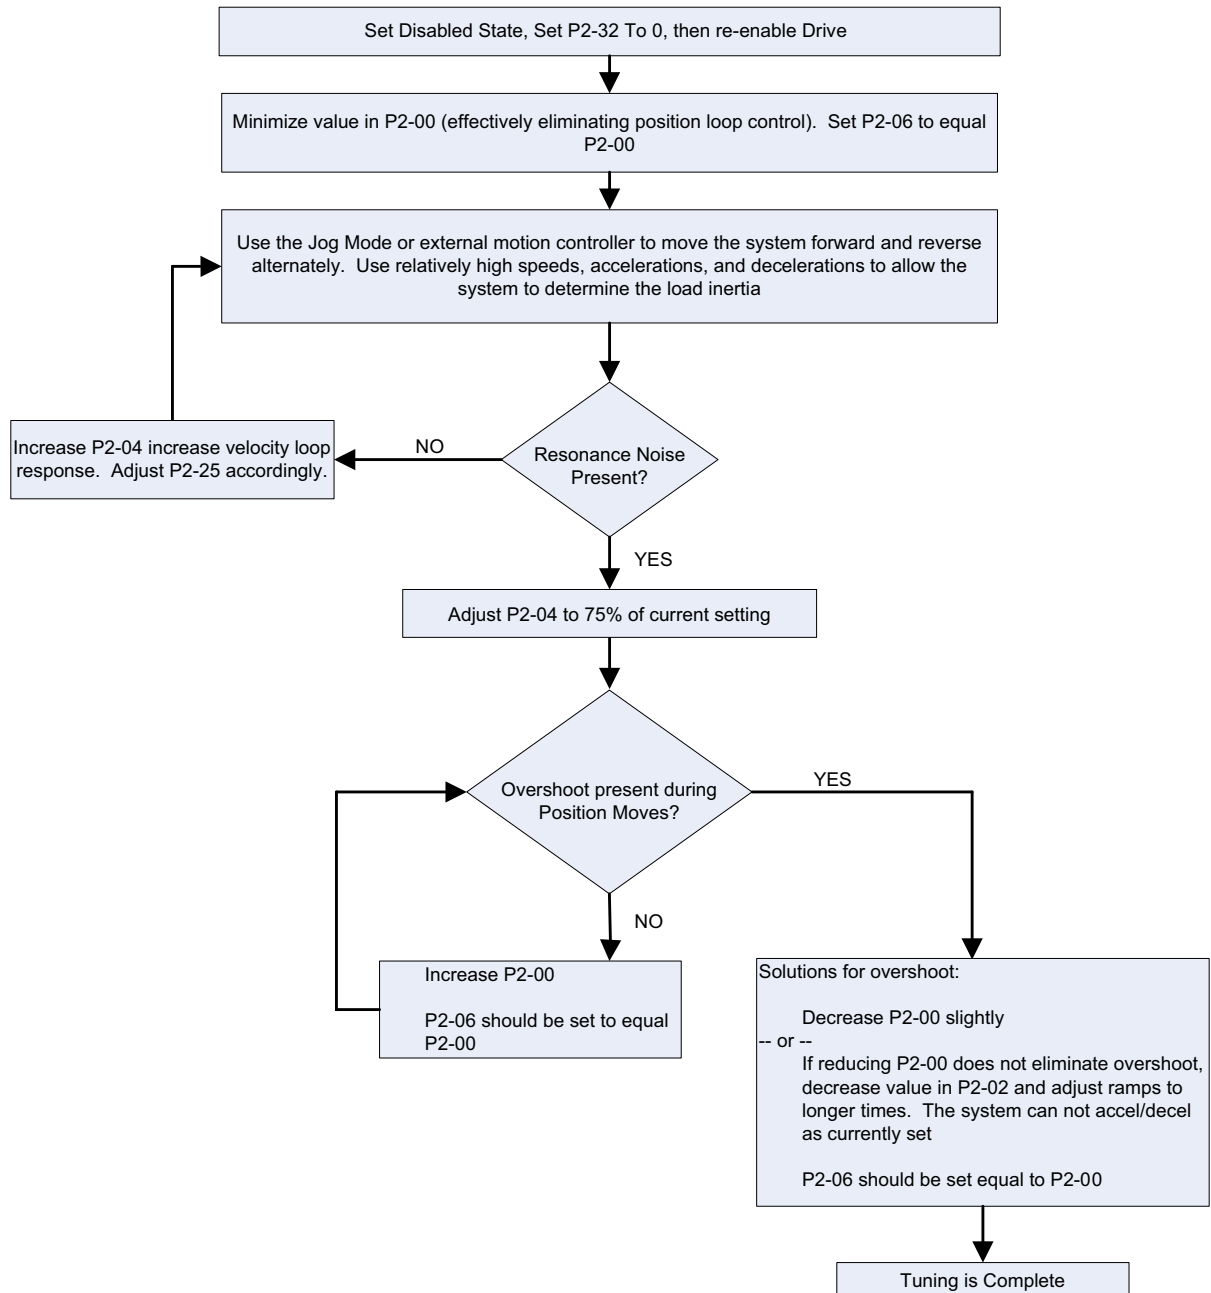 Set Disabled State, Set P2-32 To 0, then re-enable Drive
Minimize value in P2-00 (effectively eliminating position loop control).  Set P2-06 to equal
P2-00
Use the Jog Mode or external motion controller to move the system forward and reverse
alternately.  Use relatively high speeds, accelerations, and decelerations to allow the
system to determine the load inertia
Increase P2-04 increase velocity loop
response.  Adjust P2-25 accordingly.
NO
Resonance Noise
Present?
YES
Adjust P2-04 to 75% of current setting
Overshoot present during
Position Moves?
YES
NO
Increase P2-00
P2-06 should be set to equal
P2-00
Solutions for overshoot:
Decrease P2-00 slightly
-- or --
If reducing P2-00 does not eliminate overshoot,
decrease value in P2-02 and adjust ramps to
longer times.  The system can not accel/decel
as currently set
P2-06 should be set equal to P2-00
Tuning is Complete